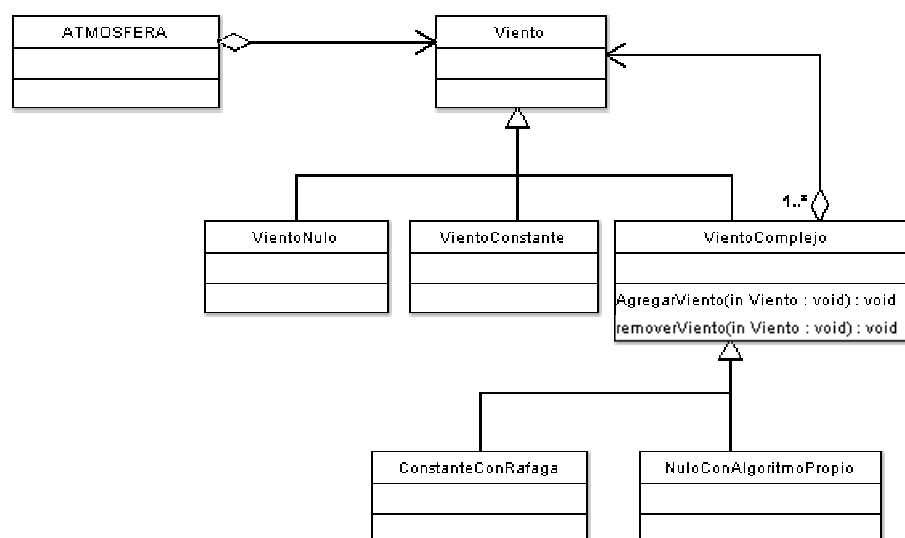 ATMOSFERA
Viento
1..*
VientoNulo
VientoConstante
VientoComplejo
AgregarViento(in Viento : void) : void
removerViento(in Viento : void) : void
ConstanteConRafaga
NuloConAlgoritmoPropio